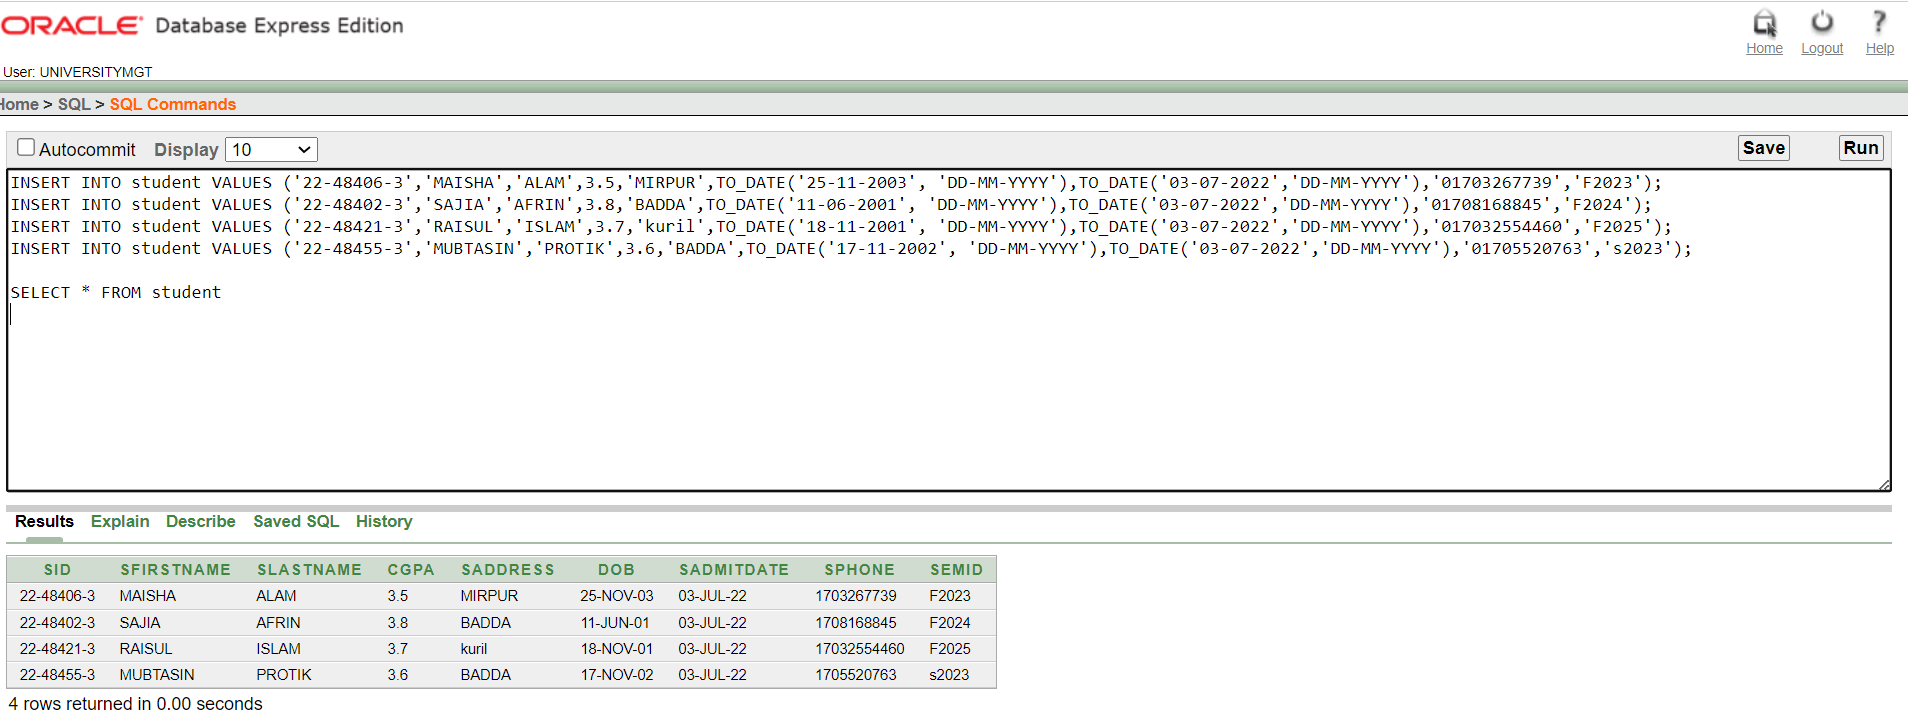 ORACLE Database Express Edition
Home Logout Help
User: UNIVERSITYMGT
Home > SQL > SQL Commands
Autocommit Display 10 Save Run
INSERT INTO student VALUES ('22-48406-3','MAISHA','ALAM',3.5,'MIRPUR',TO_DATE('25-11-2003', 'DD-MM-YYYY'),TO_DATE('03-07-2022','DD-MM-YYYY'),'01703267739','F2023');
INSERT INTO student VALUES ('22-48402-3','SAJIA','AFRIN',3.8,'BADDA',TO_DATE('11-06-2001', 'DD-MM-YYYY'),TO_DATE('03-07-2022','DD-MM-YYYY'),'01708168845','F2024');
INSERT INTO student VALUES ('22-48421-3','RAISUL','ISLAM',3.7,'kuril',TO_DATE('18-11-2001', 'DD-MM-YYYY'),TO_DATE('03-07-2022','DD-MM-YYYY'),'017032554460','F2025');
INSERT INTO student VALUES ('22-48455-3','MUBTASIN','PROTIK',3.6,'BADDA',TO_DATE('17-11-2002', 'DD-MM-YYYY'),TO_DATE('03-07-2022','DD-MM-YYYY'),'01705520763','s2023');
SELECT * FROM student
Results Explain Describe Saved SQL History
SID SFIRSTNAME SLASTNAME CGPA SADDRESS DOB SADMITDATE SPHONE SEMID
22-48406-3 MAISHA ALAM 3.5 MIRPUR 25-NOV-03 03-JUL-22 1703267739 F2023
22-48402-3 SAJIA AFRIN 3.8 BADDA 11-JUN-01 03-JUL-22 1708168845 F2024
22-48421-3 RAISUL ISLAM 3.7 kuril 18-NOV-01 03-JUL-22 17032554460 F2025
22-48455-3 MUBTASIN PROTIK 3.6 BADDA 17-NOV-02 03-JUL-22 1705520763 s2023
4 rows returned in 0.00 seconds